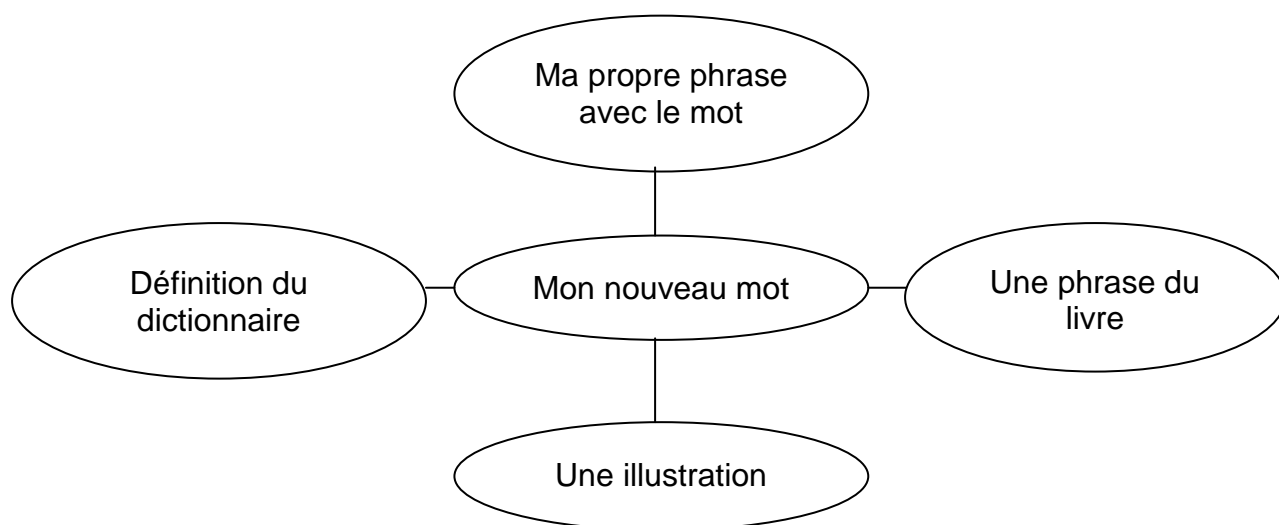 Ma propre phrase
avec le mot
Définition du
dictionnaire
Mon nouveau mot
Une phrase du
livre
Une illustration